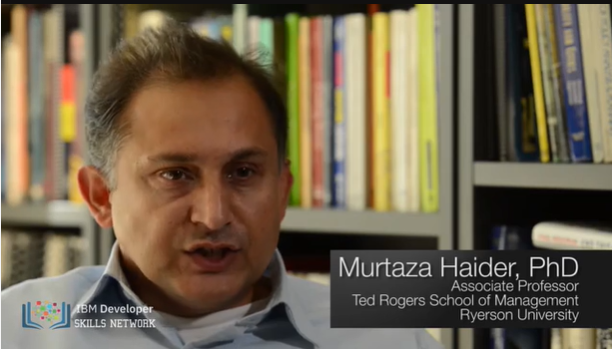 Murtaza Haider, PhD
Associate Professor
Ted Rogers School of Management
Ryerson University
IBM Developer
SKILLS NETWORK